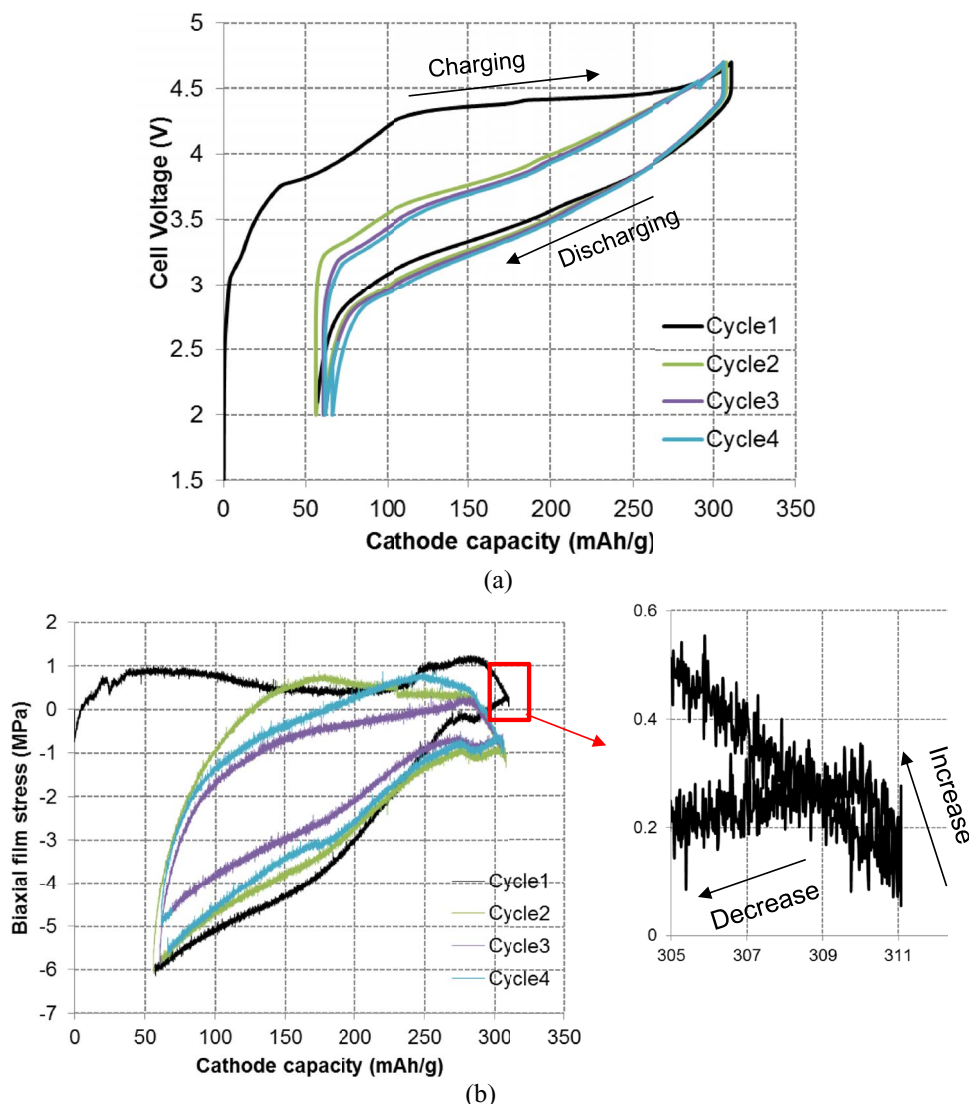 5
4.5
4
3.5
3
2.5
2
1.5
Cell Voltage (V)
Charging
Discharging
Cycle1
Cycle2
Cycle3
Cycle4
0 50 100 150 200 250 300 350
Cathode capacity (mAh/g)
(a)
2
1
0
-1
-2
-3
-4
-5
-6
-7
Biaxial film stress (MPa)
Cycle1
Cycle2
Cycle3
Cycle4
0 50 100 150 200 250 300 350
Cathode capacity (mAh/g)
0.6
0.4
0.2
0
Increase
Decrease
305 307 309 311
(b)